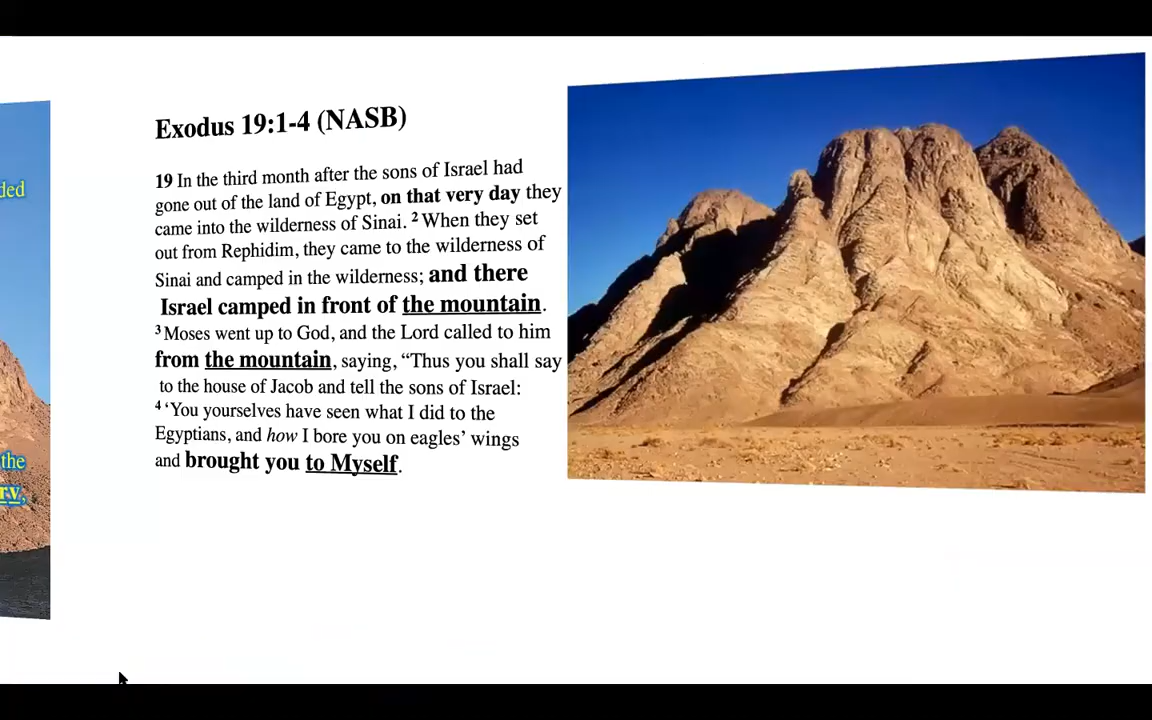 ded
the
ry,
Exodus 19:1-4 (NASB)
19 In the third month after the sons of Israel had
gone out of the land of Egypt, on that very day they
came into the wilderness of Sinai. 2 When they set
out from Rephidim, they came to the wilderness of
Sinai and camped in the wilderness; and there
Israel camped in front of the mountain.
3 Moses went up to God, and the Lord called to him
from the mountain, saying, “Thus you shall say
to the house of Jacob and tell the sons of Israel:
4 ‘You yourselves have seen what I did to the
Egyptians, and how I bore you on eagles’ wings
and brought you to Myself.